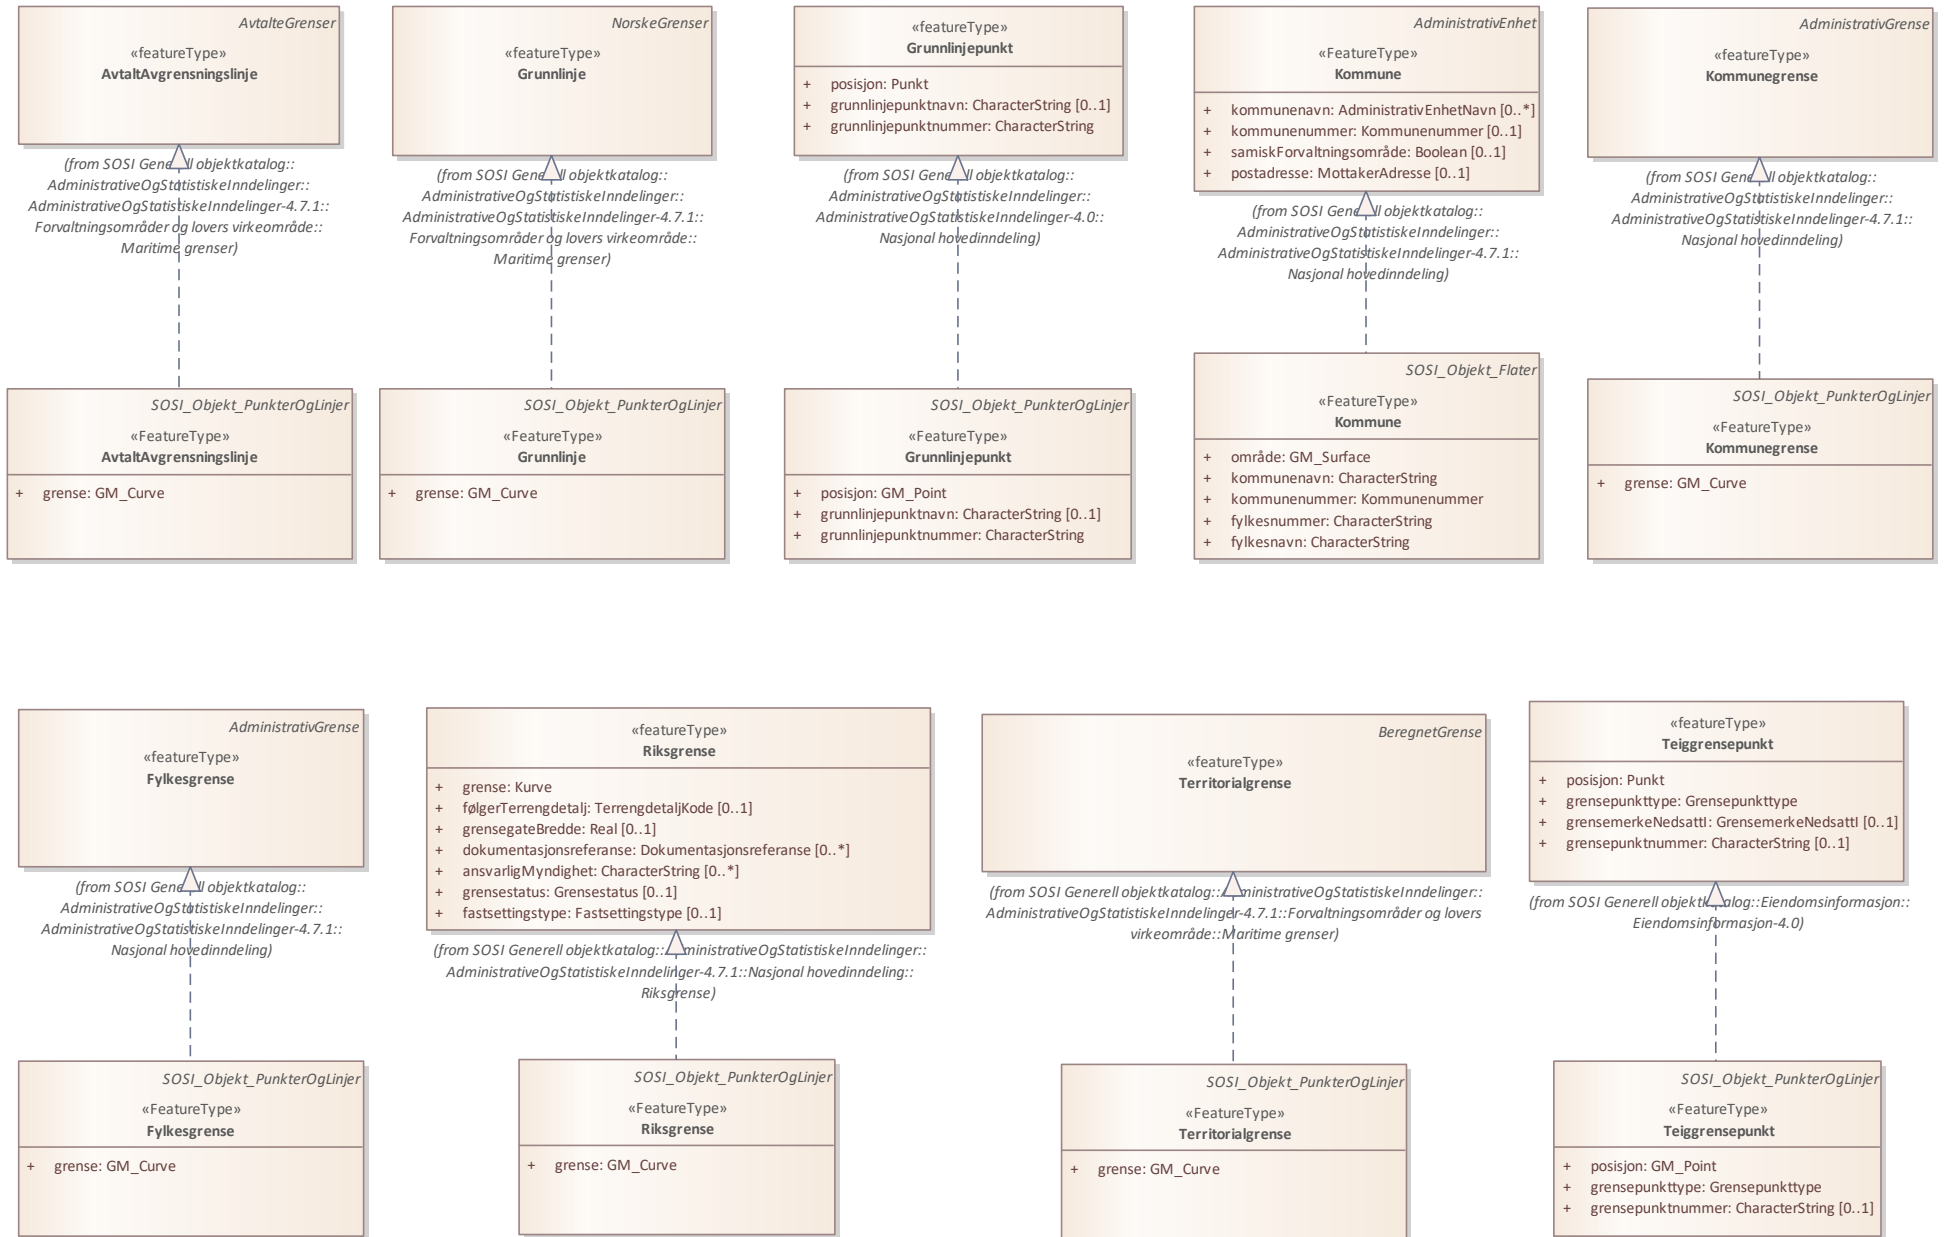 AvtalteGrenser
«featureType»
AvtaltAvgrensningslinje
(from SOSI Generell objektkatalog::
AdministrativeOgStatistiskeInndelinger::
AdministrativeOgStatistiskeInndelinger-4.7.1::
Forvaltningsområder og lovers virkeområde::
Maritime grenser)
SOSI_Objekt_PunkterOgLinjer
«FeatureType»
AvtaltAvgrensningslinje
+ grense: GM_Curve
NorskeGrenser
«featureType»
Grunnlinje
(from SOSI Generell objektkatalog::
AdministrativeOgStatistiskeInndelinger::
AdministrativeOgStatistiskeInndelinger-4.7.1::
Forvaltningsområder og lovers virkeområde::
Maritime grenser)
SOSI_Objekt_PunkterOgLinjer
«FeatureType»
Grunnlinje
+ grense: GM_Curve
«featureType»
Grunnlinjepunkt
+ posisjon: Punkt
+ grunnlinjepunktnavn: CharacterString [0..1]
+ grunnlinjepunktnummer: CharacterString
(from SOSI Generell objektkatalog::
AdministrativeOgStatistiskeInndelinger::
AdministrativeOgStatistiskeInndelinger-4.0::
Nasjonal hovedinndeling)
SOSI_Objekt_PunkterOgLinjer
«FeatureType»
Grunnlinjepunkt
+ posisjon: GM_Point
+ grunnlinjepunktnavn: CharacterString [0..1]
+ grunnlinjepunktnummer: CharacterString
AdministrativEnhet
«FeatureType»
Kommune
+ kommunenavn: AdministrativEnhetNavn [0..*]
+ kommunenummer: Kommunenummer [0..1]
+ samiskForvaltningsområde: Boolean [0..1]
+ postadresse: MottakerAdresse [0..1]
(from SOSI Generell objektkatalog::
AdministrativeOgStatistiskeInndelinger::
AdministrativeOgStatistiskeInndelinger-4.7.1::
Nasjonal hovedinndeling)
SOSI_Objekt_Flater
«FeatureType»
Kommune
+ område: GM_Surface
+ kommunenavn: CharacterString
+ kommunenummer: Kommunenummer
+ fylkesnummer: CharacterString
+ fylkesnavn: CharacterString
AdministrativGrense
«featureType»
Kommunegrense
(from SOSI Generell objektkatalog::
AdministrativeOgStatistiskeInndelinger::
AdministrativeOgStatistiskeInndelinger-4.7.1::
Nasjonal hovedinndeling)
SOSI_Objekt_PunkterOgLinjer
«FeatureType»
Kommunegrense
+ grense: GM_Curve
AdministrativGrense
«featureType»
Fylkesgrense
(from SOSI Generell objektkatalog::
AdministrativeOgStatistiskeInndelinger::
AdministrativeOgStatistiskeInndelinger-4.7.1::
Nasjonal hovedinndeling)
SOSI_Objekt_PunkterOgLinjer
«FeatureType»
Fylkesgrense
+ grense: GM_Curve
«featureType»
Riksgrense
+ grense: Kurve
+ følgerTerrengdetalj: TerrengdetaljKode [0..1]
+ grensegateBredde: Real [0..1]
+ dokumentasjonsreferanse: Dokumentasjonsreferanse [0..*]
+ ansvarligMyndighet: CharacterString [0..*]
+ grensestatus: Grensestatus [0..1]
+ fastsettingstype: Fastsettingstype [0..1]
(from SOSI Generell objektkatalog::AdministrativeOgStatistiskeInndelinger::
AdministrativeOgStatistiskeInndelinger-4.7.1::Nasjonal hovedinndeling::
Riksgrense)
SOSI_Objekt_PunkterOgLinjer
«FeatureType»
Riksgrense
+ grense: GM_Curve
BeregnetGrense
«featureType»
Territorialgrense
(from SOSI Generell objektkatalog::AdministrativeOgStatistiskeInndelinger::
AdministrativeOgStatistiskeInndelinger-4.7.1::Forvaltningsområder og lovers
virkeområde::Maritime grenser)
SOSI_Objekt_PunkterOgLinjer
«FeatureType»
Territorialgrense
+ grense: GM_Curve
«featureType»
Teiggrensepunkt
+ posisjon: Punkt
+ grensepunkttype: Grensepunkttype
+ grensemerkeNedsattI: GrensemerkeNedsattI [0..1]
+ grensepunktnummer: CharacterString [0..1]
(from SOSI Generell objektkatalog::Eiendomsinformasjon::
Eiendomsinformasjon-4.0)
SOSI_Objekt_PunkterOgLinjer
«FeatureType»
Teiggrensepunkt
+ posisjon: GM_Point
+ grensepunkttype: Grensepunkttype
+ grensepunktnummer: CharacterString [0..1]